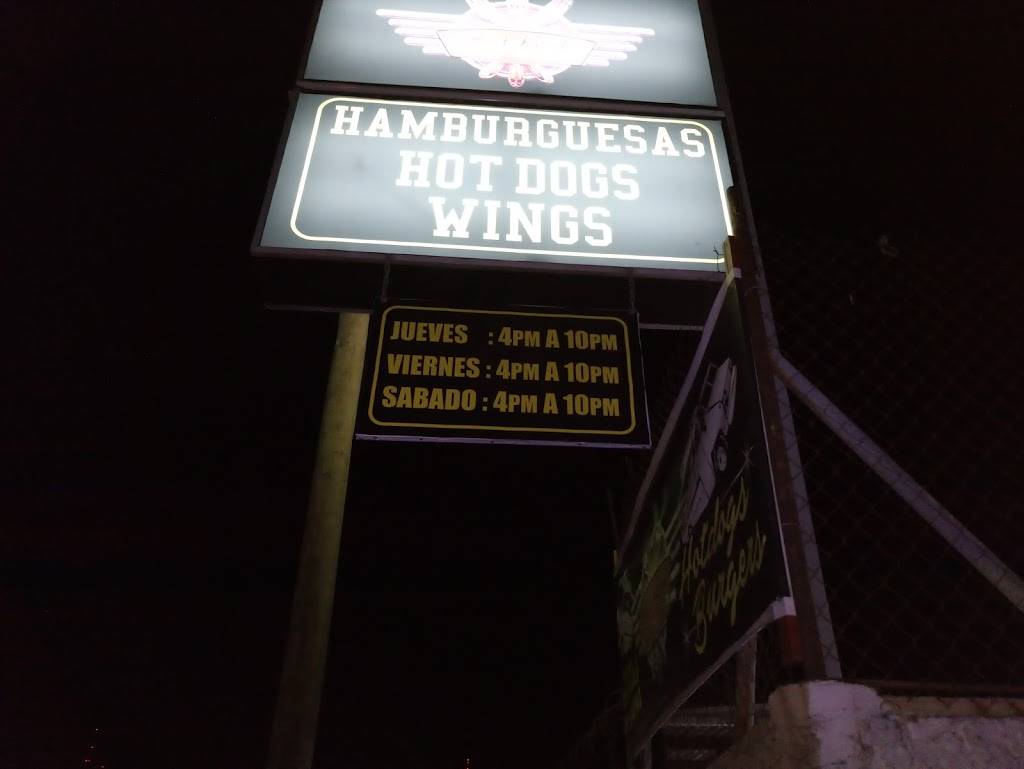 HAMBURGUESAS
HOT DOGS
WINGS
JUEVES : 4PM A 10PM
VIERNES : 4PM A 10PM
SABADO : 4PM A 10PM
Hotdogs
Burgers